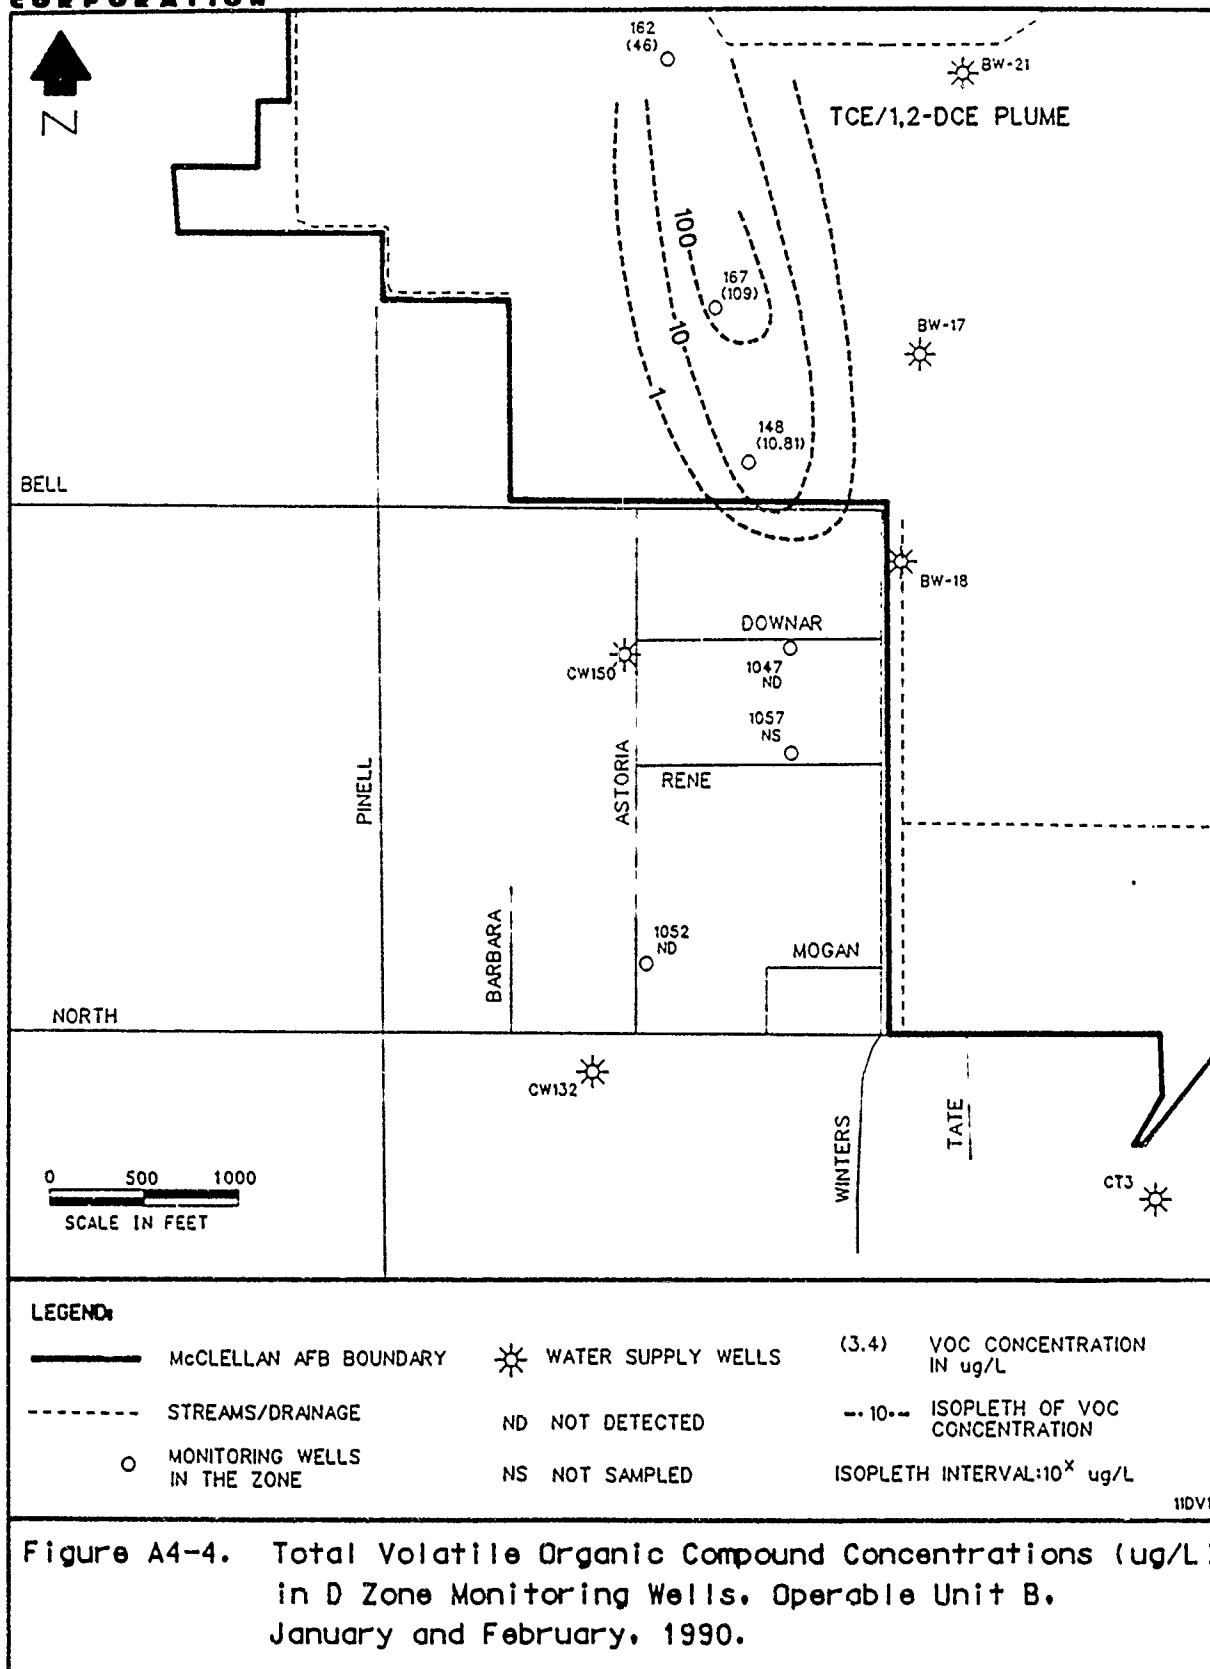 CORPORATION
N
162
(46)
BW-21
TCE/1,2-DCE PLUME
100
167
(109)
10
BW-17
1
148
(10.81)
BELL
BW-18
DOWNAR
CW150
1047
ND
1057
NS
PINELL
ASTORIA
RENE
BARBARA
1052
ND
MOGAN
NORTH
CW132
WINTERS
TATE
CT3
0 500 1000
SCALE IN FEET
LEGEND:
McCLELLAN AFB BOUNDARY
STREAMS/DRAINAGE
MONITORING WELLS
IN THE ZONE
WATER SUPPLY WELLS
ND NOT DETECTED
NS NOT SAMPLED
(3.4) VOC CONCENTRATION
IN ug/L
-·10·- ISOPLETH OF VOC
CONCENTRATION
ISOPLETH INTERVAL:10ˣ ug/L
11DV1
Figure A4-4. Total Volatile Organic Compound Concentrations (ug/L)
in D Zone Monitoring Wells. Operable Unit B.
January and February. 1990.